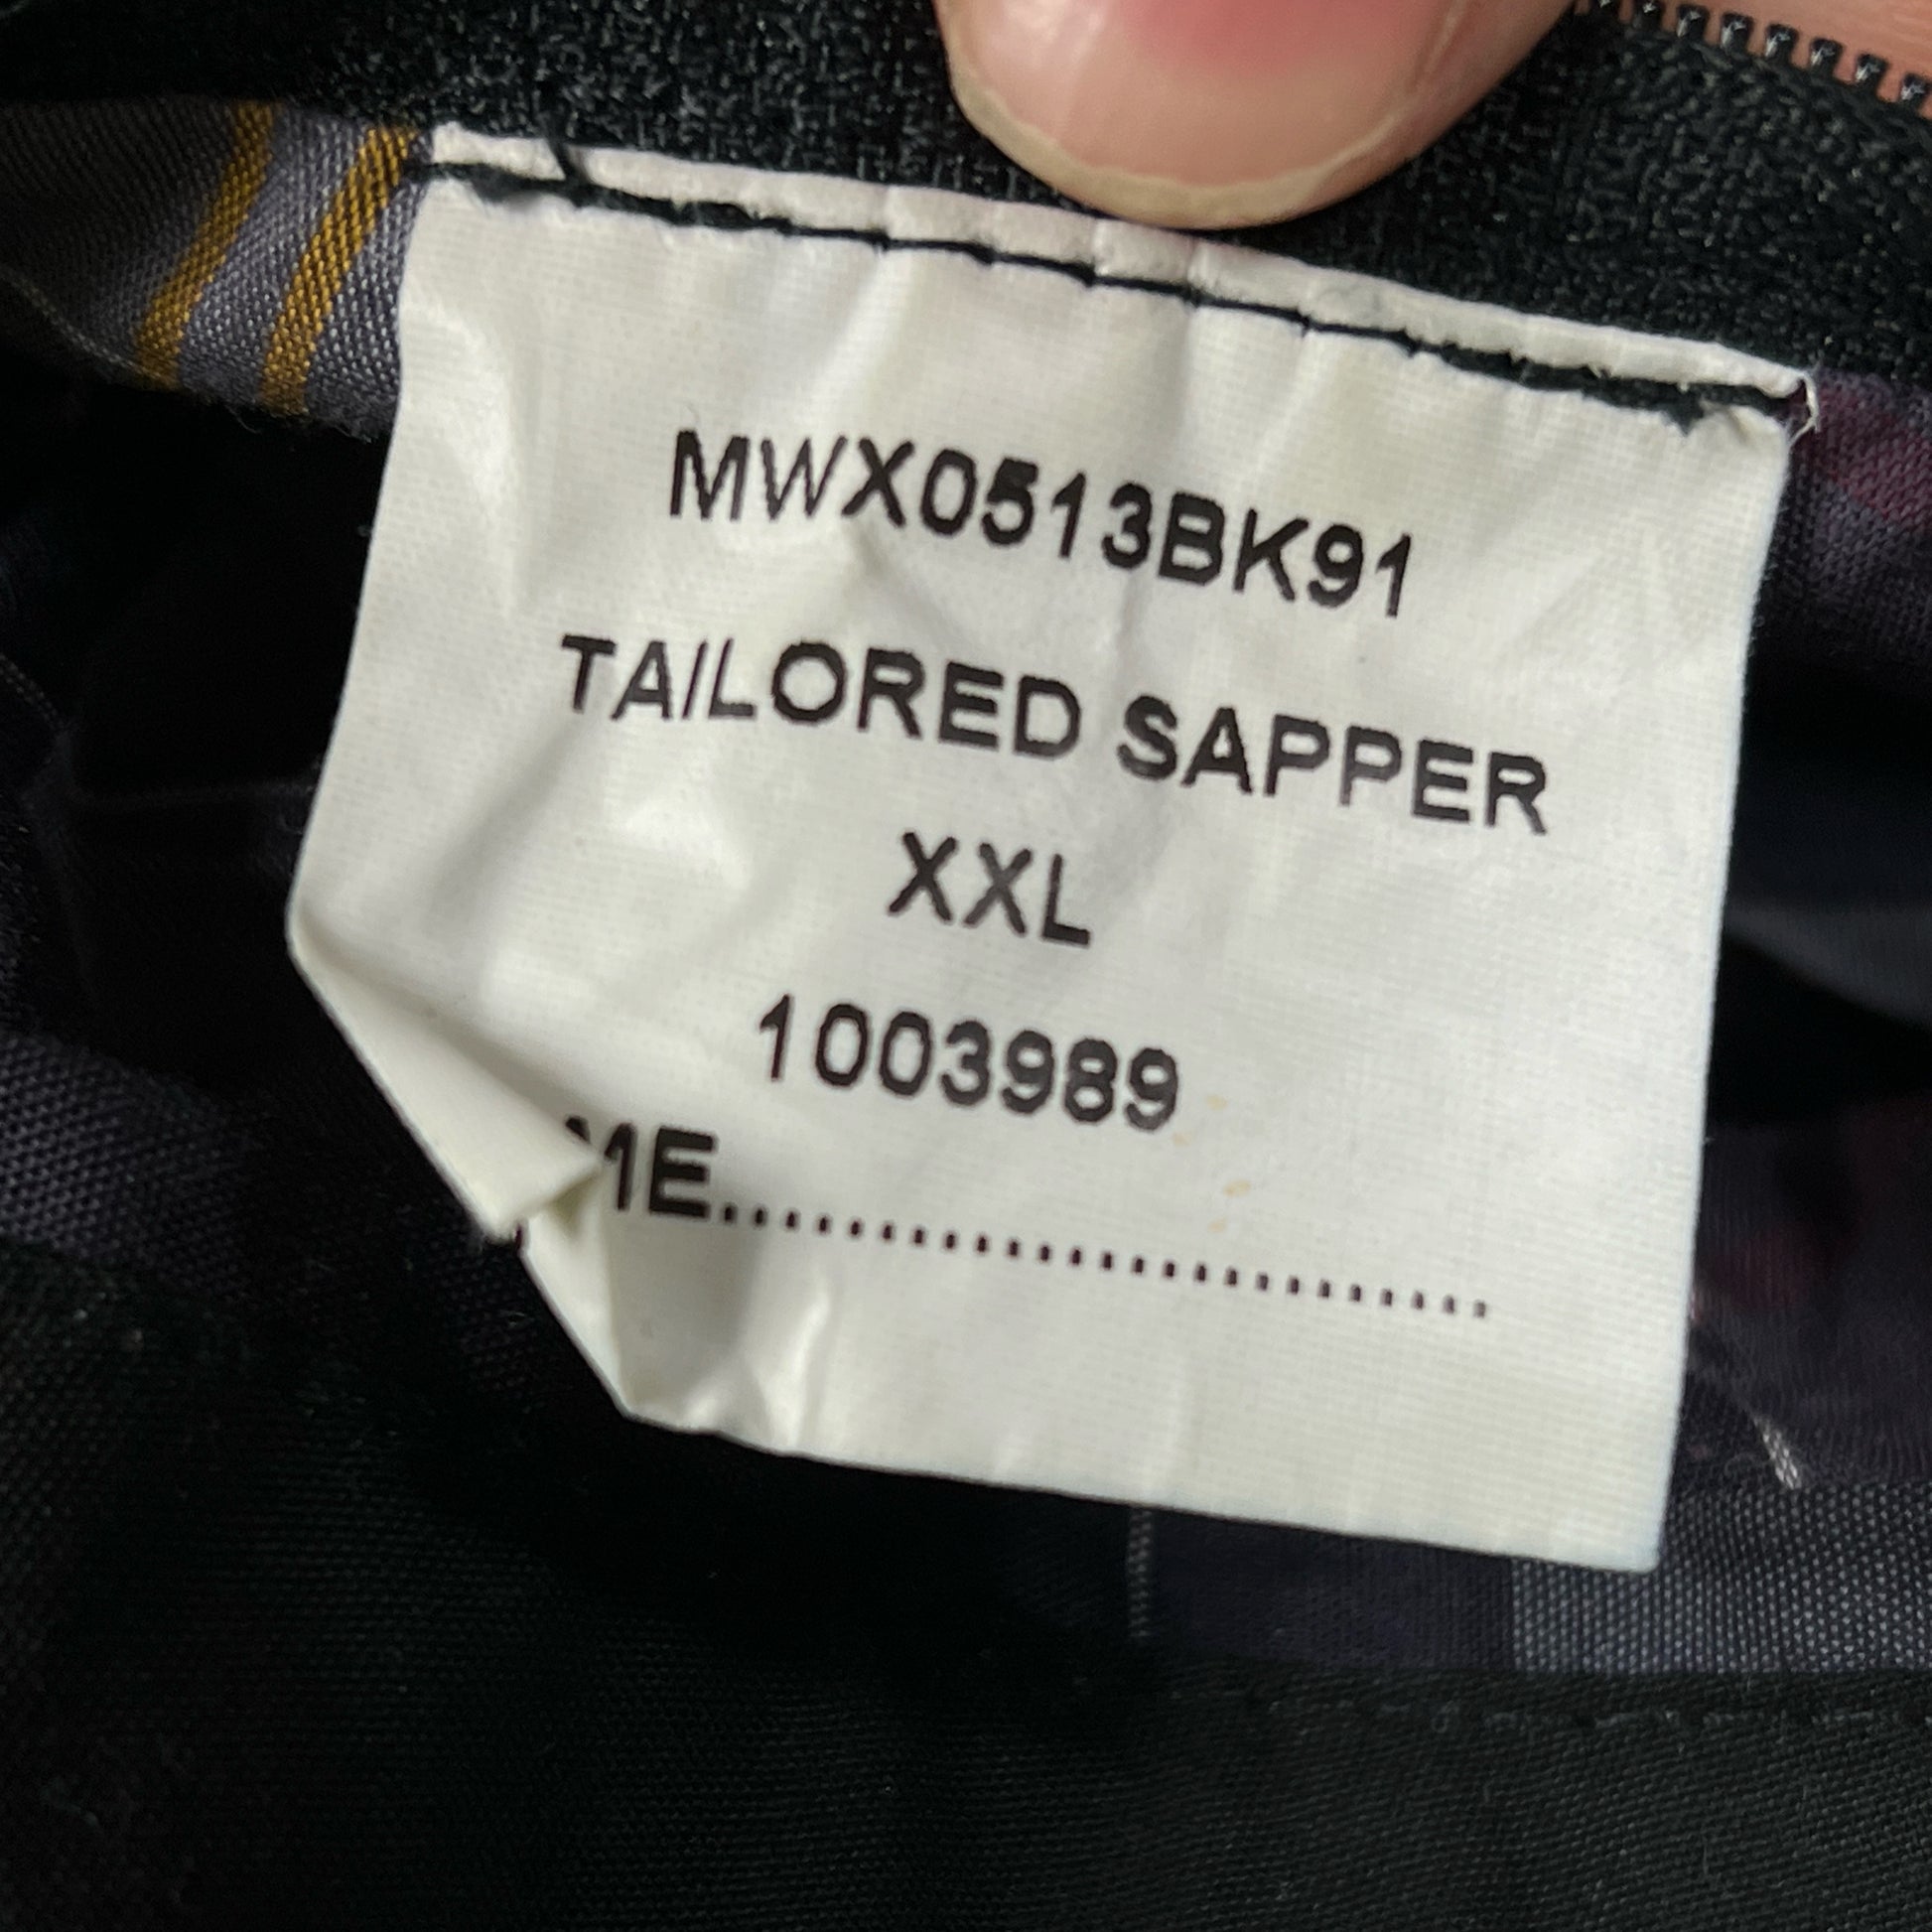 MWX0513BK91
TAILORED SAPPER
XXL
1003989
ME.........................